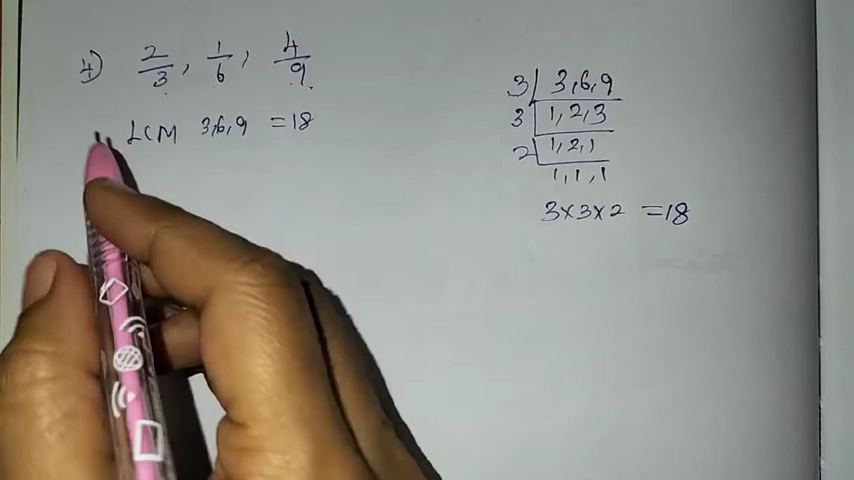 4) 2/3, 1/6, 4/9
LCM 3,6,9 =18
3 | 3,6,9
3 | 1,2,3
2 | 1,2,1
1,1,1
3×3×2 =18